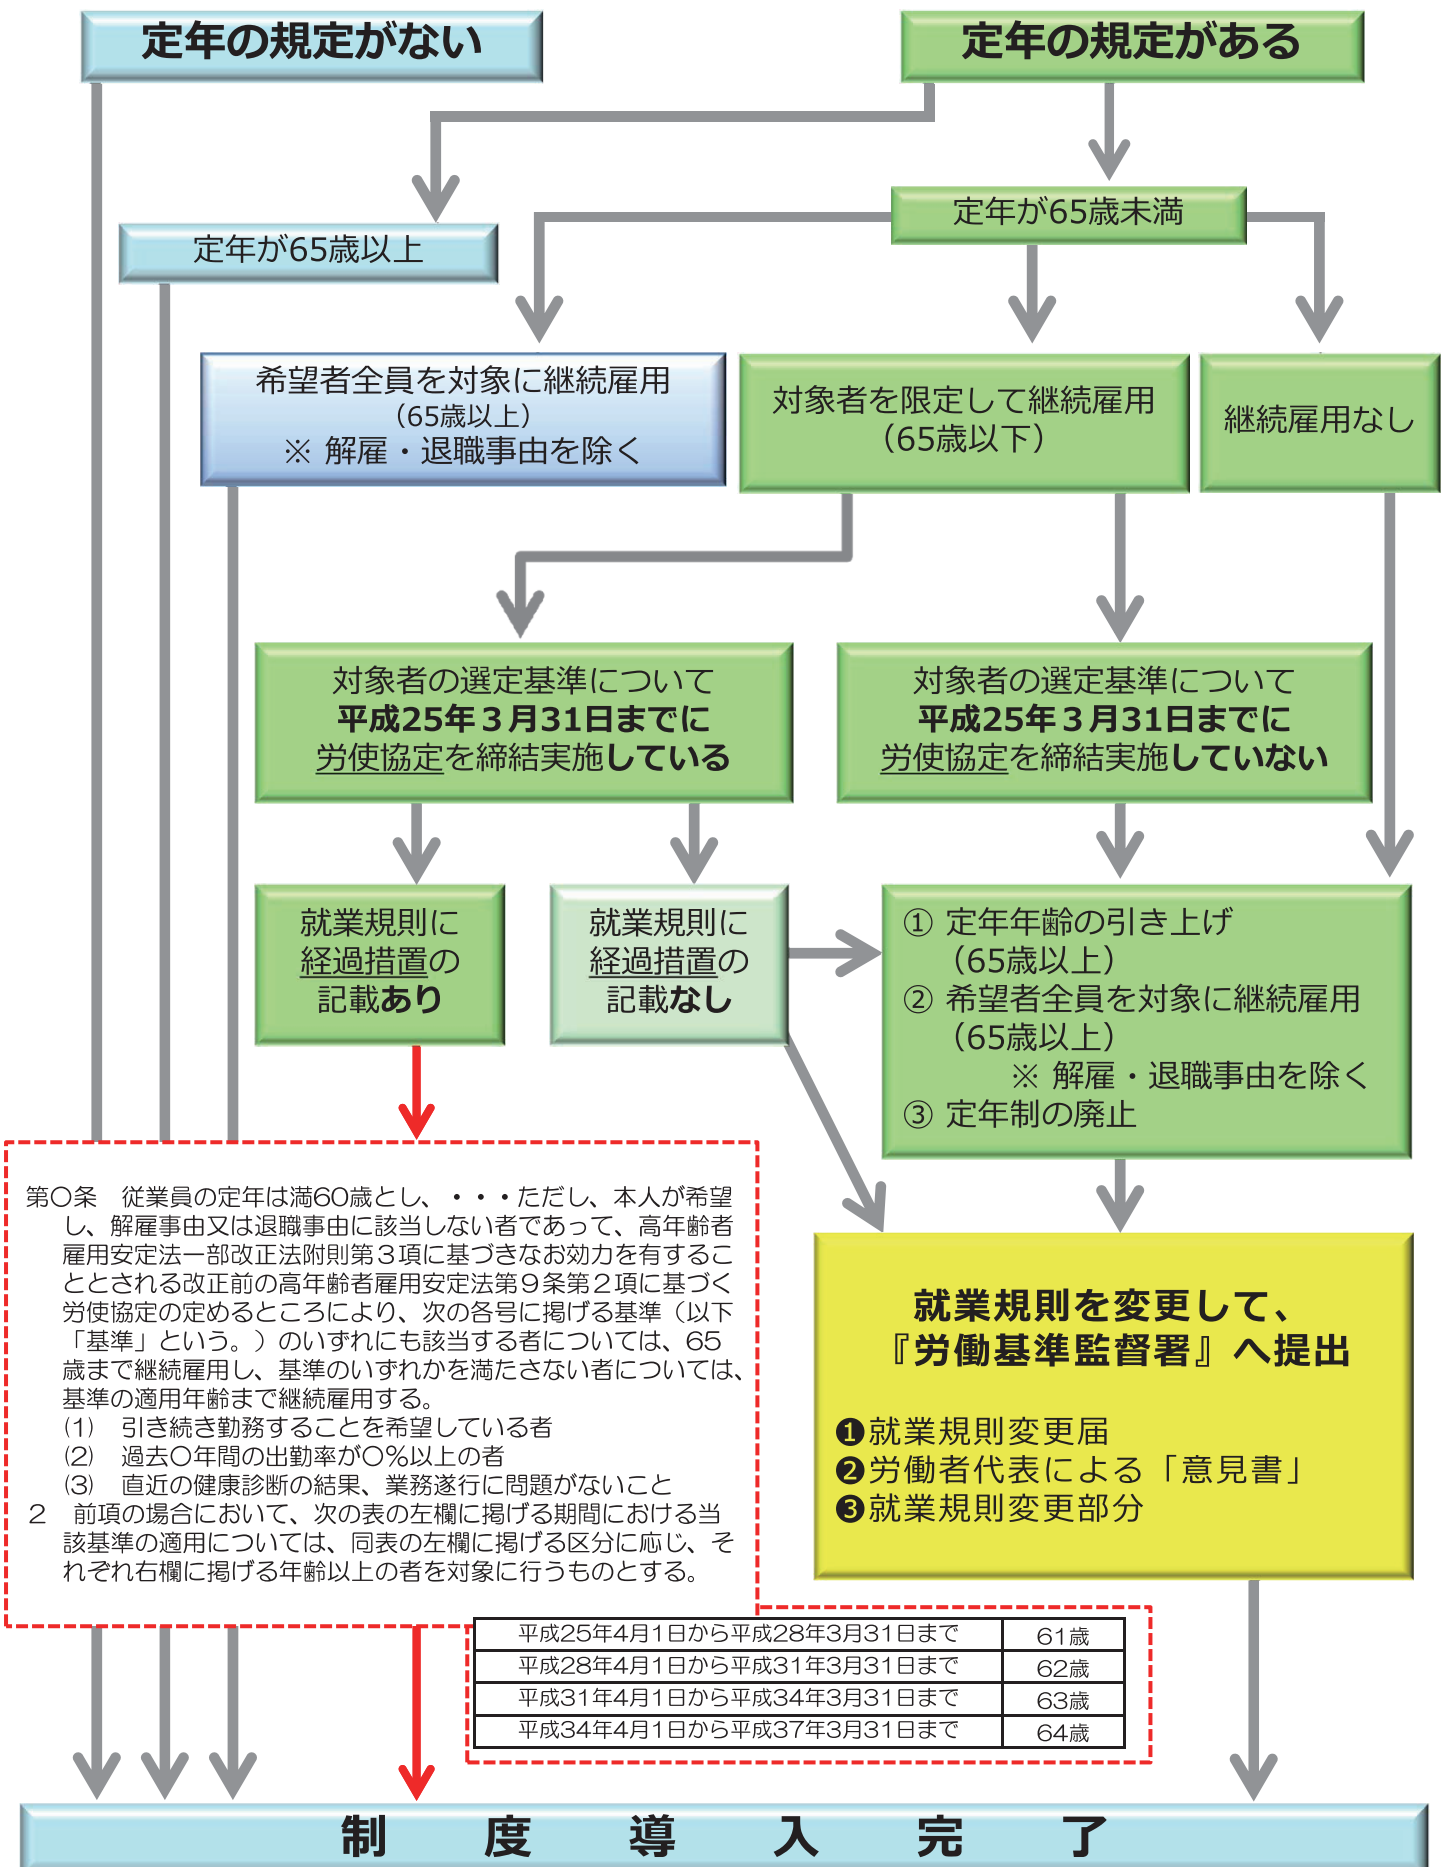 定年の規定がない
定年の規定がある
定年が65歳未満
定年が65歳以上
希望者全員を対象に継続雇用
（65歳以上）
※ 解雇・退職事由を除く
対象者を限定して継続雇用
（65歳以下）
継続雇用なし
対象者の選定基準について
平成25年３月31日までに
労使協定を締結実施している
対象者の選定基準について
平成25年３月31日までに
労使協定を締結実施していない
就業規則に
経過措置の
記載あり
就業規則に
経過措置の
記載なし
① 定年年齢の引き上げ
（65歳以上）
② 希望者全員を対象に継続雇用
（65歳以上）
※ 解雇・退職事由を除く
③ 定年制の廃止
第〇条　従業員の定年は満60歳とし、・・・ただし、本人が希望
し、解雇事由又は退職事由に該当しない者であって、高年齢者
雇用安定法一部改正法附則第３項に基づきなお効力を有するこ
ととされる改正前の高年齢者雇用安定法第９条第２項に基づく
労使協定の定めるところにより、次の各号に掲げる基準（以下
「基準」という。）のいずれにも該当する者については、65
歳まで継続雇用し、基準のいずれかを満たさない者については、
基準の適用年齢まで継続雇用する。
(1)　引き続き勤務することを希望している者
(2)　過去〇年間の出勤率が〇％以上の者
(3)　直近の健康診断の結果、業務遂行に問題がないこと
２　前項の場合において、次の表の左欄に掲げる期間における当
該基準の適用については、同表の左欄に掲げる区分に応じ、そ
れぞれ右欄に掲げる年齢以上の者を対象に行うものとする。
就業規則を変更して、
『労働基準監督署』へ提出
❶就業規則変更届
❷労働者代表による「意見書」
❸就業規則変更部分
平成25年4月1日から平成28年3月31日まで 61歳
平成28年4月1日から平成31年3月31日まで 62歳
平成31年4月1日から平成34年3月31日まで 63歳
平成34年4月1日から平成37年3月31日まで 64歳
制度導入完了